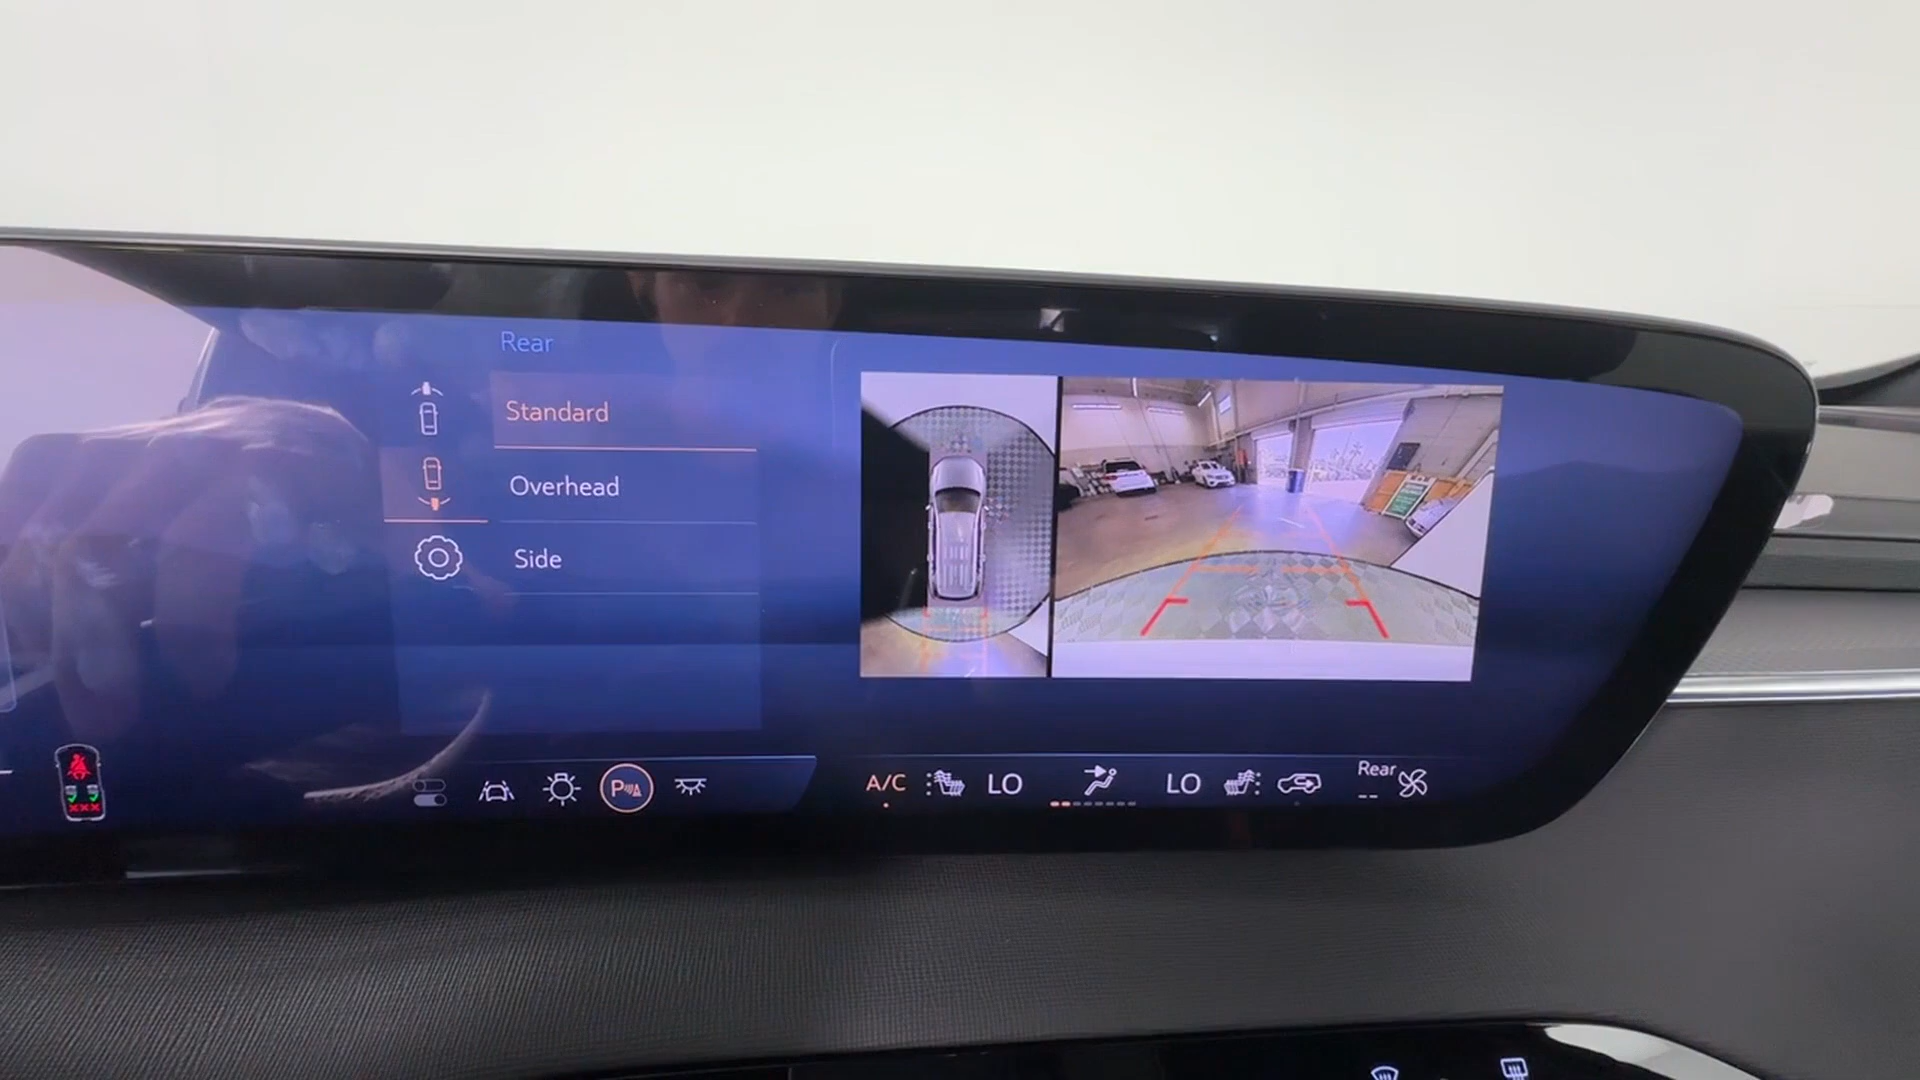 Rear
Standard
Overhead
Side
P
A/C LO LO Rear --